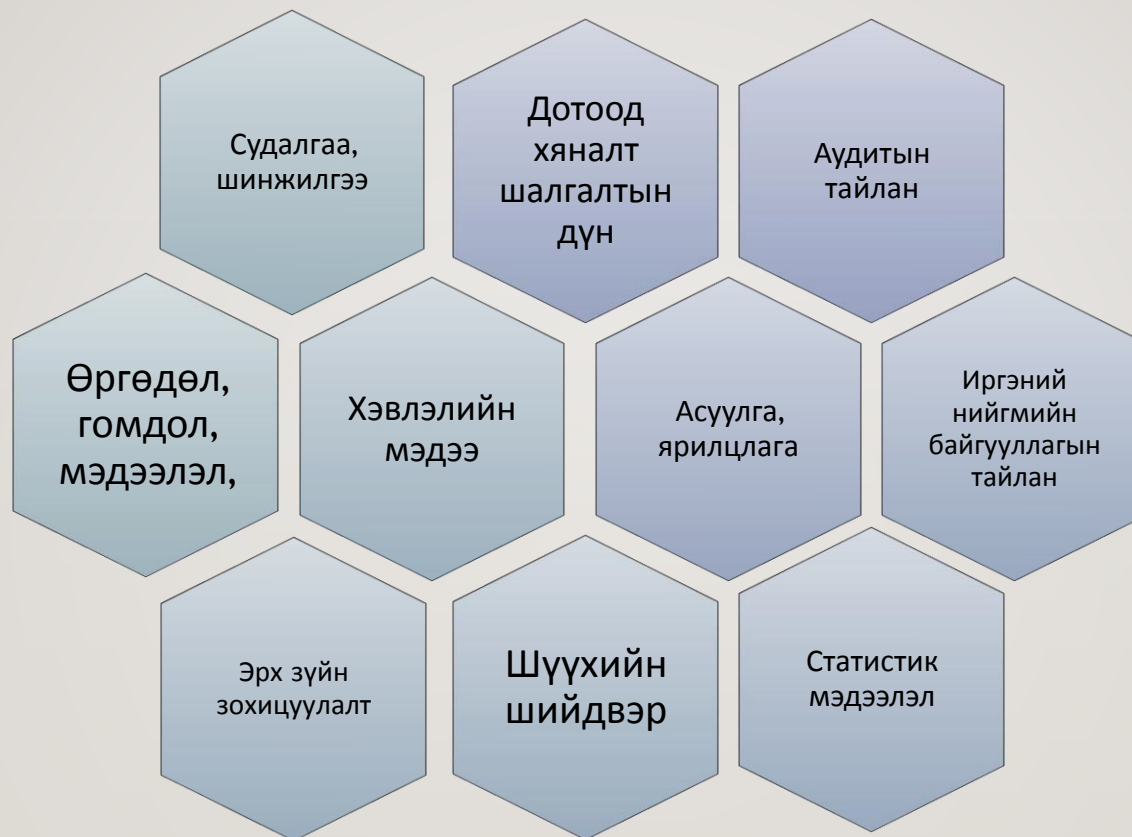 Судалгаа,
шинжилгээ
Дотоод
хяналт
шалгалтын
дүн
Аудитын
тайлан
Өргөдөл,
гомдол,
мэдээлэл,
Хэвлэлийн
мэдээ
Асуулга,
ярилцлага
Иргэний
нийгмийн
байгууллагын
тайлан
Эрх зүйн
зохицуулалт
Шүүхийн
шийдвэр
Статистик
мэдээлэл